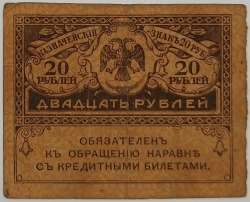 КАЗНАЧЕЙСКІЙ ЗНАКЪ 20 РУБ.
20 20
РУБЛЕЙ РУБЛЕЙ
ДВАДЦАТЬ РУБЛЕЙ
ОБЯЗАТЕЛЕНЪ
КЪ ОБРАЩЕНІЮ НАРАВНѢ
СЪ КРЕДИТНЫМИ БИЛЕТАМИ.